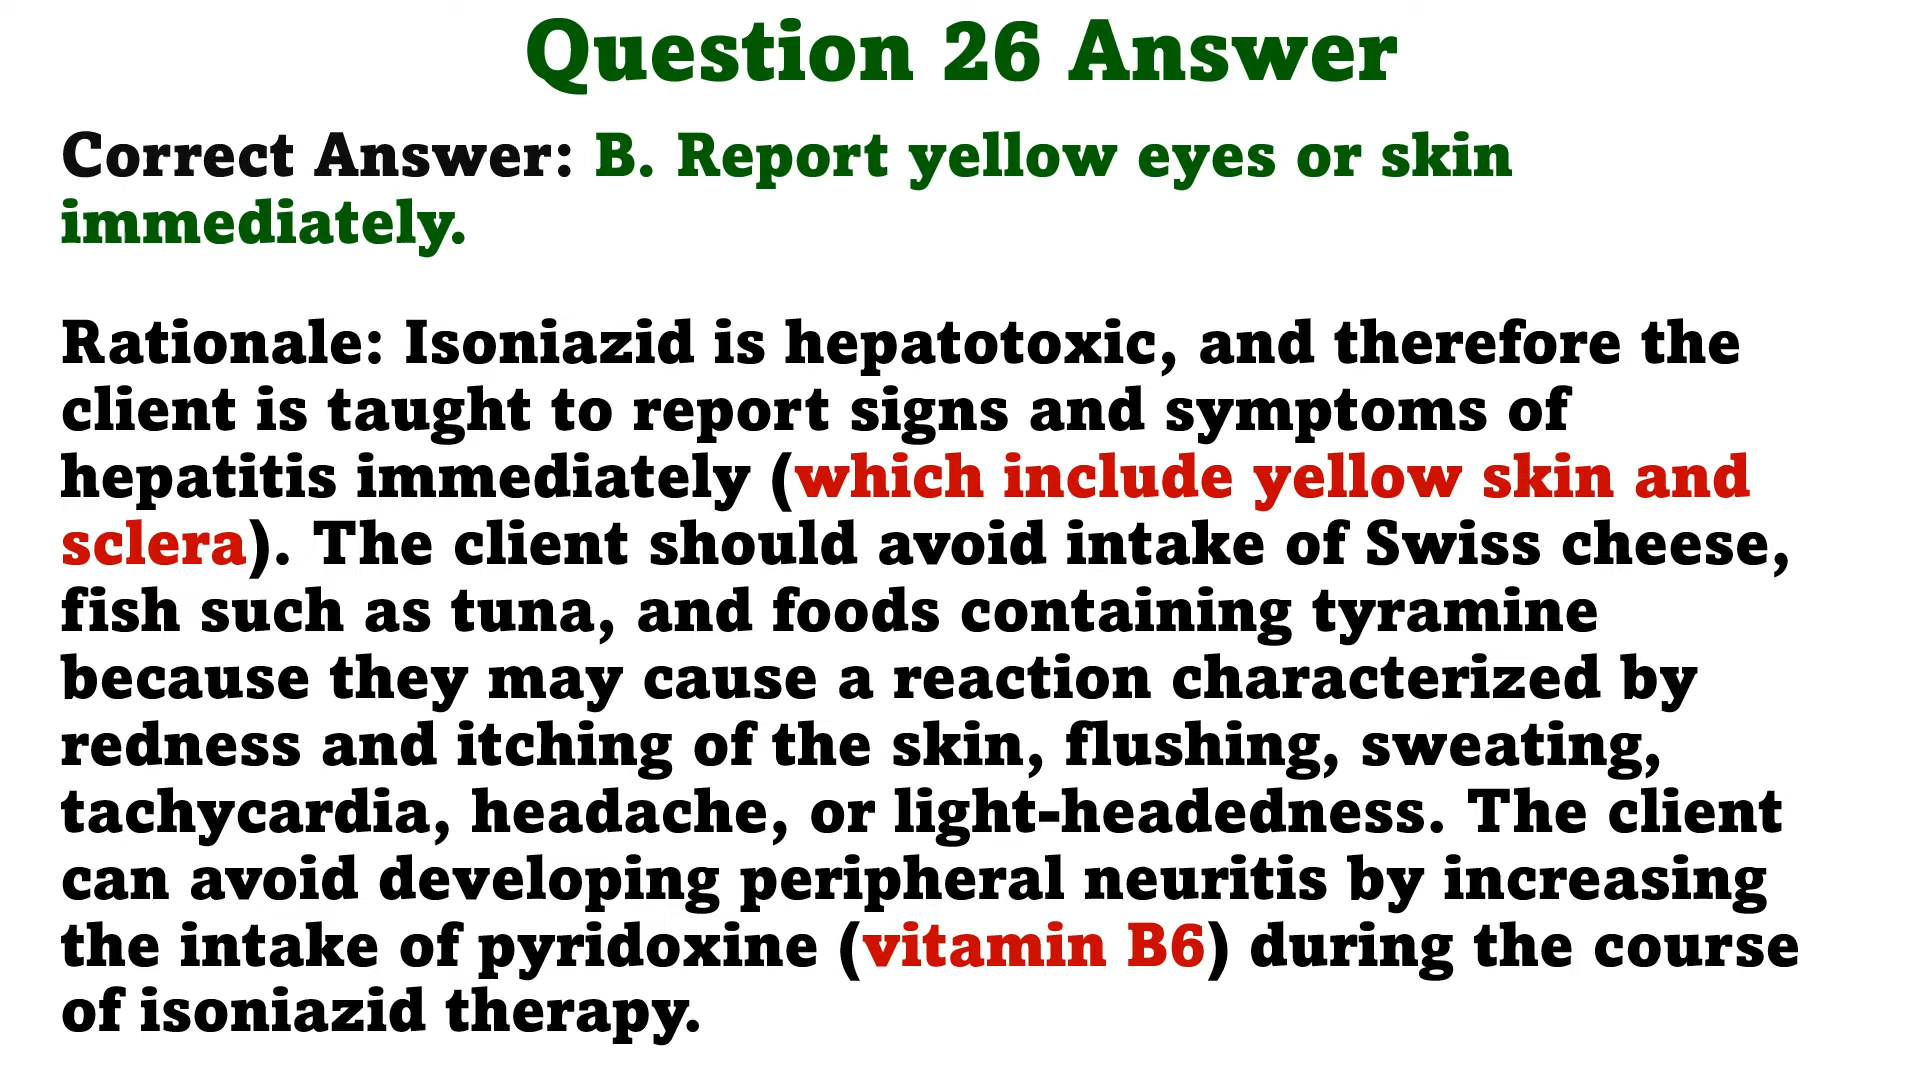 Question 26 Answer
Correct Answer: B. Report yellow eyes or skin
immediately.
Rationale: Isoniazid is hepatotoxic, and therefore the
client is taught to report signs and symptoms of
hepatitis immediately (which include yellow skin and
sclera). The client should avoid intake of Swiss cheese,
fish such as tuna, and foods containing tyramine
because they may cause a reaction characterized by
redness and itching of the skin, flushing, sweating,
tachycardia, headache, or light-headedness. The client
can avoid developing peripheral neuritis by increasing
the intake of pyridoxine (vitamin B6) during the course
of isoniazid therapy.